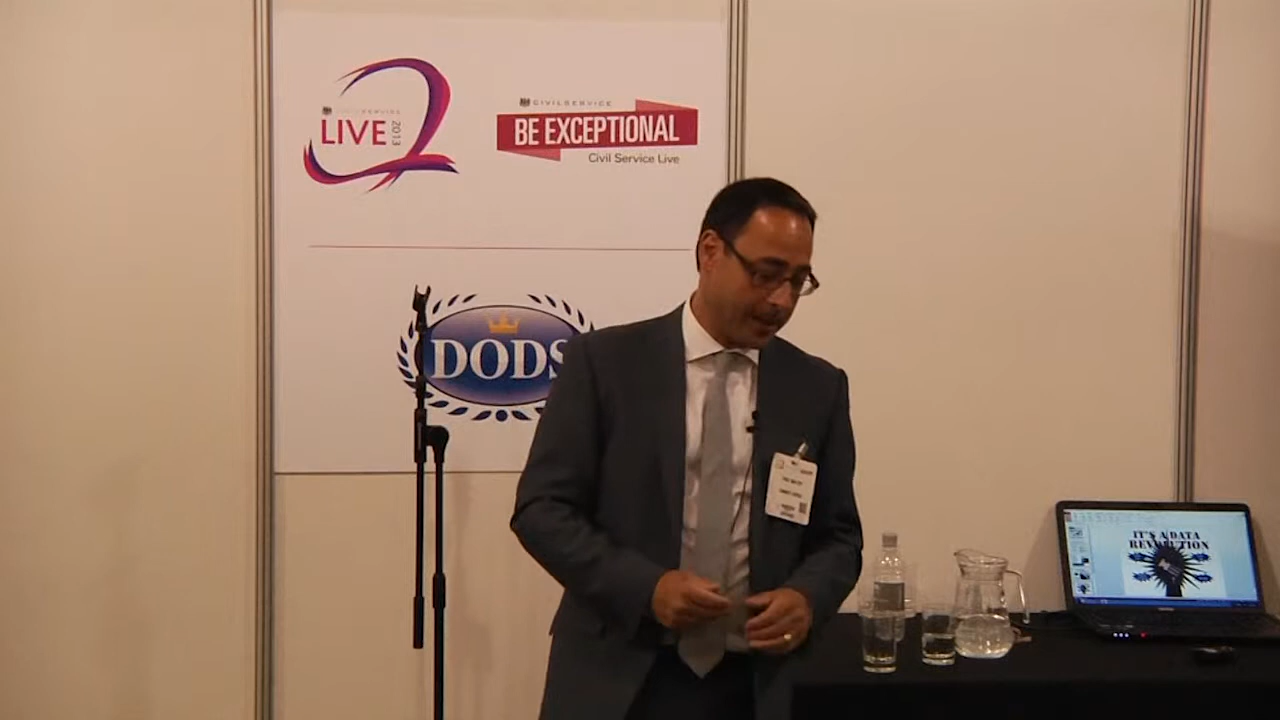 CIVILSERVICE
LIVE 2013
CIVILSERVICE
BE EXCEPTIONAL
Civil Service Live
DODS
IT'S A DATA
REVOLUTION